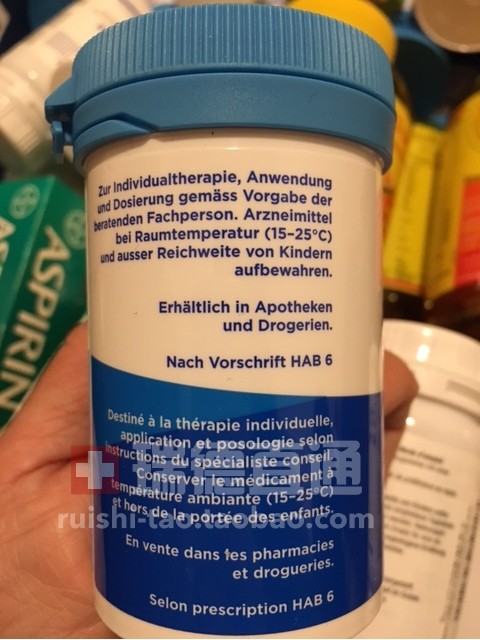 Zur Individualtherapie, Anwendung
und Dosierung gemäss Vorgabe der
beratenden Fachperson. Arzneimittel
bei Raumtemperatur (15–25°C)
und ausser Reichweite von Kindern
aufbewahren.
Erhältlich in Apotheken
und Drogerien.
Nach Vorschrift HAB 6
Destiné à la thérapie individuelle,
application et posologie selon
instructions du spécialiste conseil.
Conserver le médicament à
température ambiante (15–25°C)
et hors de la portée des enfants.
En vente dans les pharmacies
et drogueries.
Selon prescription HAB 6
ruishi-tao.taobao.com
ASPIRIN